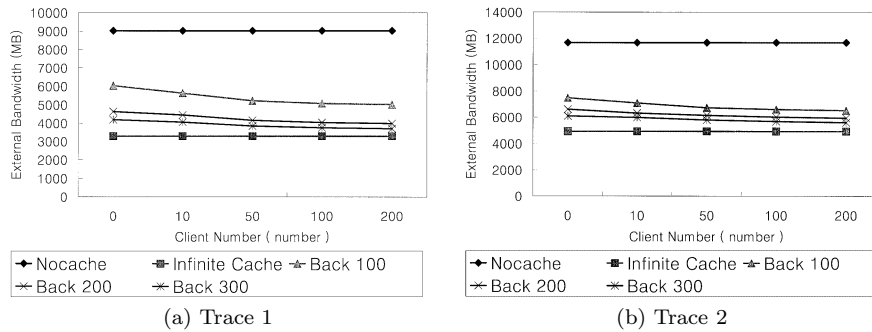 10000
9000
8000
7000
6000
5000
4000
3000
2000
1000
0
External Bandwidth (MB)
0 10 50 100 200
Client Number ( number )
Nocache Infinite Cache Back 100
Back 200 Back 300
(a) Trace 1
14000
12000
10000
8000
6000
4000
2000
0
External Bandwidth (MB)
0 10 50 100 200
Client Number ( number )
Nocache Infinite Cache Back 100
Back 200 Back 300
(b) Trace 2